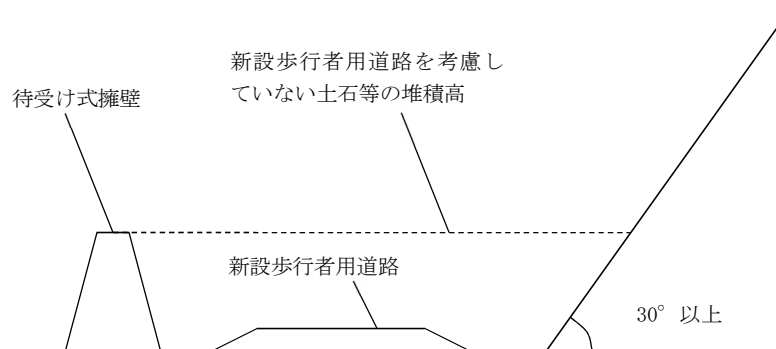 新設歩行者用道路を考慮し
ていない土石等の堆積高
待受け式擁壁
新設歩行者用道路
30° 以上